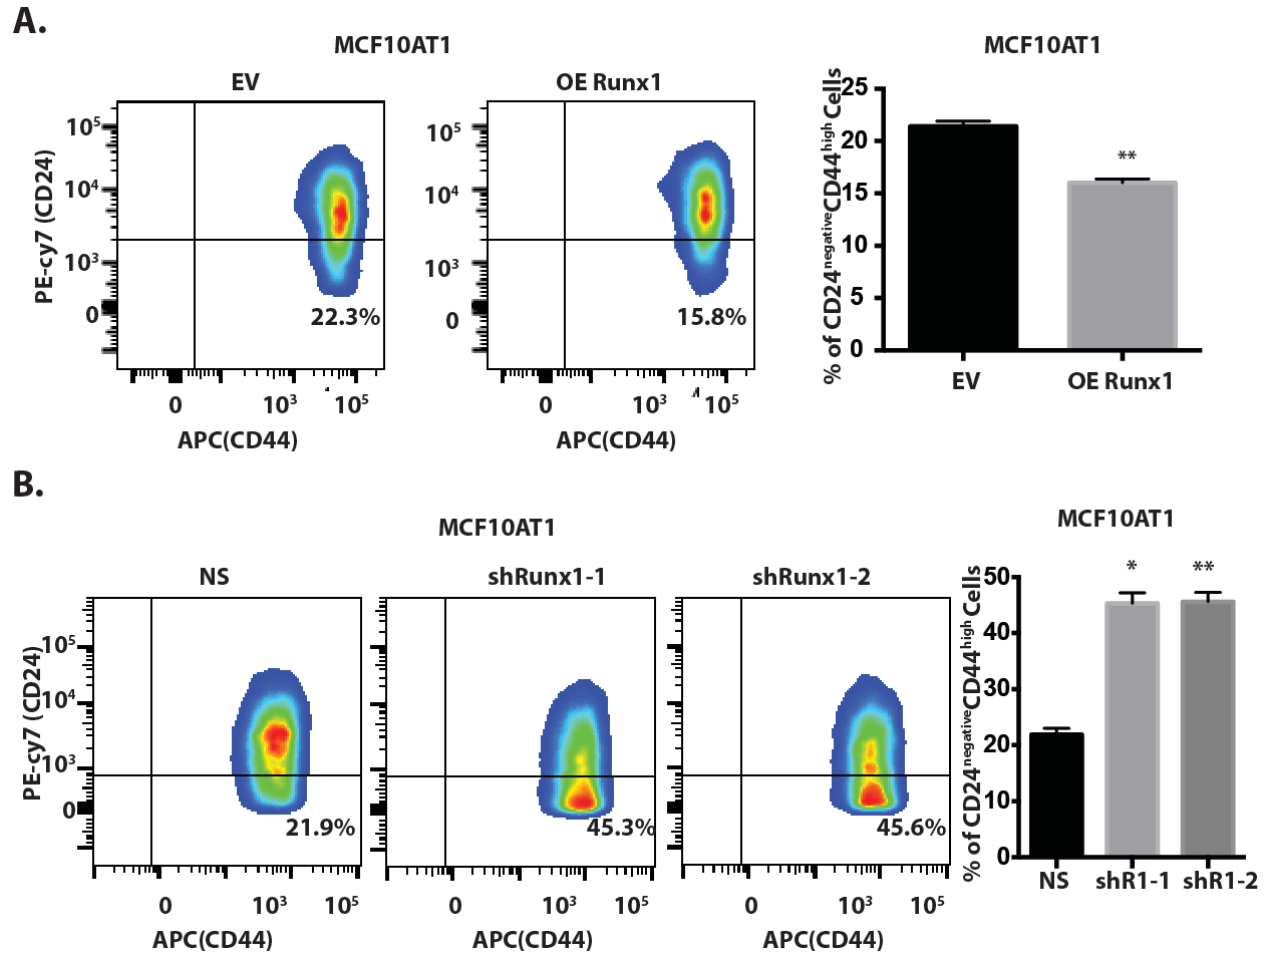 A.
MCF10AT1
EV
OE Runx1
PE-cy7 (CD24)
10⁵
10⁴
10³
0
22.3%
0
10³
10⁵
APC(CD44)
10⁵
10⁴
10³
0
15.8%
0
10³
10⁵
APC(CD44)
MCF10AT1
% of CD24negativeCD44high Cells
25
20
15
10
5
0
**
EV
OE Runx1
B.
MCF10AT1
NS
shRunx1-1
shRunx1-2
PE-cy7 (CD24)
10⁵
10⁴
10³
0
21.9%
45.3%
45.6%
0
10³
10⁵
0
10³
10⁵
0
10³
10⁵
APC(CD44)
APC(CD44)
APC(CD44)
MCF10AT1
% of CD24negativeCD44high Cells
50
40
30
20
10
0
*
**
NS
shR1-1
shR1-2